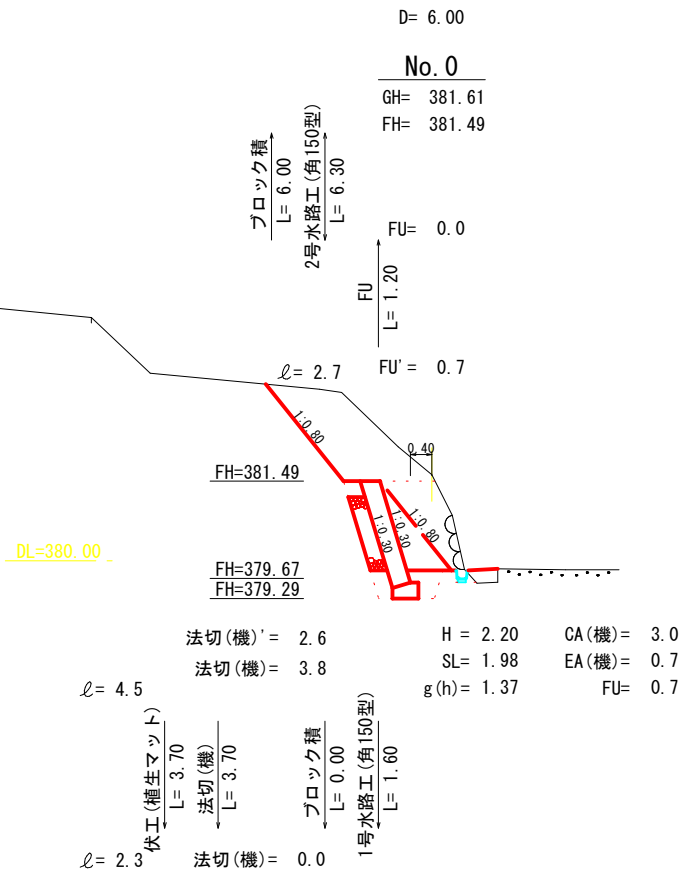 D= 6.00
No.0
GH= 381.61
FH= 381.49
ブロック積
L= 6.00
2号水路工(角150型)
L= 6.30
FU= 0.0
FU
L= 1.20
ℓ= 2.7
FU'= 0.7
1:0.80
0.40
FH=381.49
1:0.30
1:0.30
1:0.80
DL=380.00
FH=379.67
FH=379.29
法切(機)'= 2.6
法切(機)= 3.8
H = 2.20
SL= 1.98
g(h)= 1.37
CA(機)= 3.0
EA(機)= 0.7
FU= 0.7
ℓ= 4.5
伏工(植生マット)
L= 3.70
法切(機)
L= 3.70
ブロック積
L= 0.00
1号水路工(角150型)
L= 1.60
ℓ= 2.3
法切(機)= 0.0